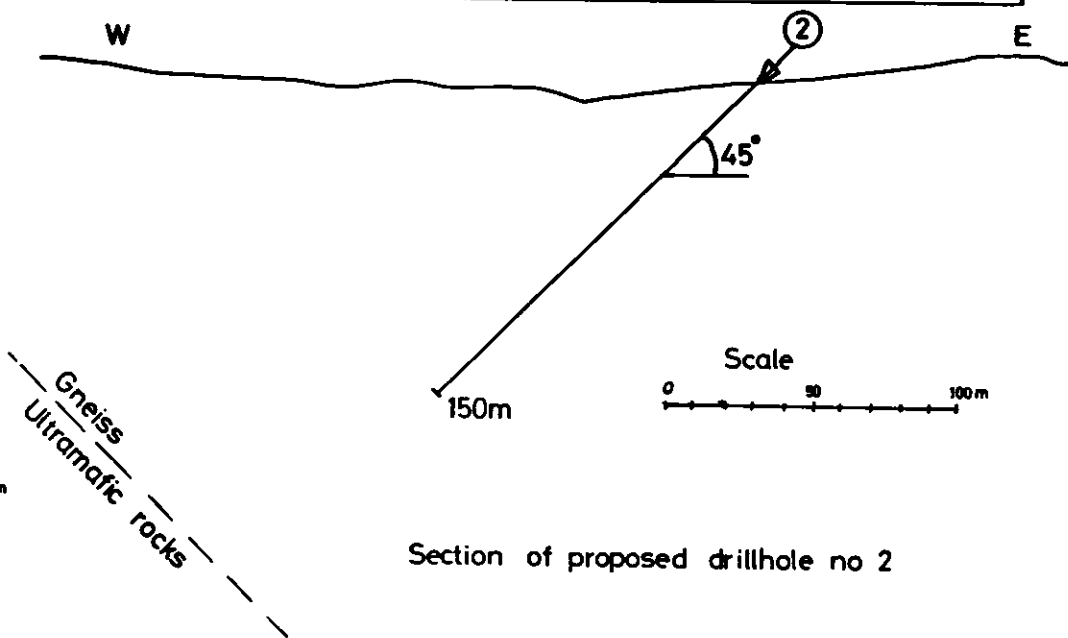 W
2
E
45°
Scale
0 50 100 m
150m
Gneiss
Ultramafic rocks
Section of proposed drillhole no 2